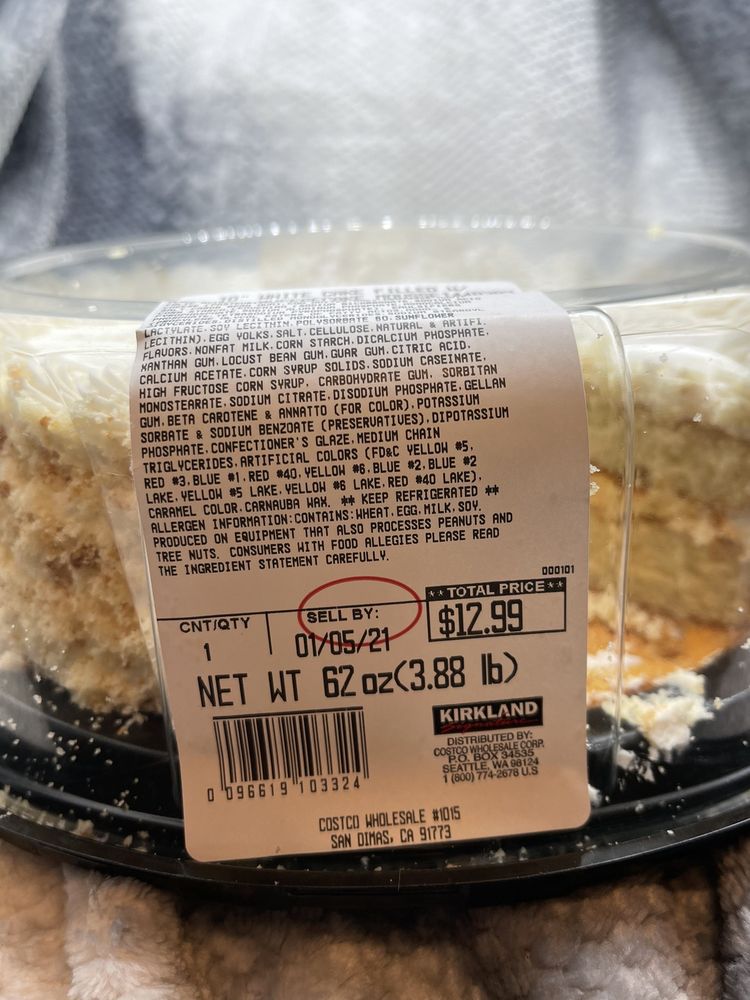 LACTYLATE.SOY LECITHIN.POLYSORBATE 60.SUNFLOWER
LECITHIN).EGG YOLKS.SALT.CELLULOSE.NATURAL & ARTIFI.
FLAVORS.NONFAT MILK.CORN STARCH.DICALCIUM PHOSPHATE.
XANTHAN GUM.LOCUST BEAN GUM.GUAR GUM.CITRIC ACID.
CALCIUM ACETATE.CORN SYRUP SOLIDS.SODIUM CASEINATE.
HIGH FRUCTOSE CORN SYRUP. CARBOHYDRATE GUM. SORBITAN
MONOSTEARATE.SODIUM CITRATE.DISODIUM PHOSPHATE.GELLAN
GUM.BETA CAROTENE & ANNATTO (FOR COLOR).POTASSIUM
SORBATE & SODIUM BENZOATE (PRESERVATIVES).DIPOTASSIUM
PHOSPHATE.CONFECTIONER'S GLAZE.MEDIUM CHAIN
TRIGLYCERIDES.ARTIFICIAL COLORS (FD&C YELLOW #5.
RED #3.BLUE #1.RED #40.YELLOW #6.BLUE #2.BLUE #2
LAKE.YELLOW #5 LAKE.YELLOW #6 LAKE.RED #40 LAKE).
CARAMEL COLOR.CARNAUBA WAX. ** KEEP REFRIGERATED **
ALLERGEN INFORMATION:CONTAINS:WHEAT.EGG.MILK.SOY.
PRODUCED ON EQUIPMENT THAT ALSO PROCESSES PEANUTS AND
TREE NUTS. CONSUMERS WITH FOOD ALLEGIES PLEASE READ
THE INGREDIENT STATEMENT CAREFULLY.
000101
CNT/QTY
1
SELL BY:
01/05/21
**TOTAL PRICE**
$12.99
NET WT 62 oz(3.88 lb)
0 096619 103324
KIRKLAND
Signature
DISTRIBUTED BY:
COSTCO WHOLESALE CORP.
P.O. BOX 34535
SEATTLE, WA 98124
1 (800) 774-2678 U.S
COSTCO WHOLESALE #1015
SAN DIMAS, CA 91773